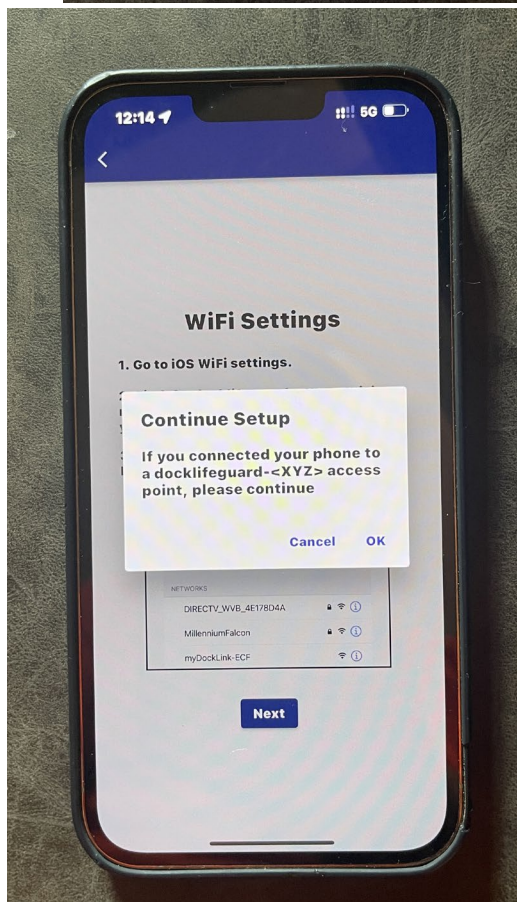 12:14
5G
WiFi Settings
1. Go to iOS WiFi settings.
Continue Setup
If you connected your phone to
a docklifeguard-<XYZ> access
point, please continue
Cancel OK
NETWORKS
DIRECTV_WVB_4E178D4A
MillenniumFalcon
myDockLink-ECF
Next